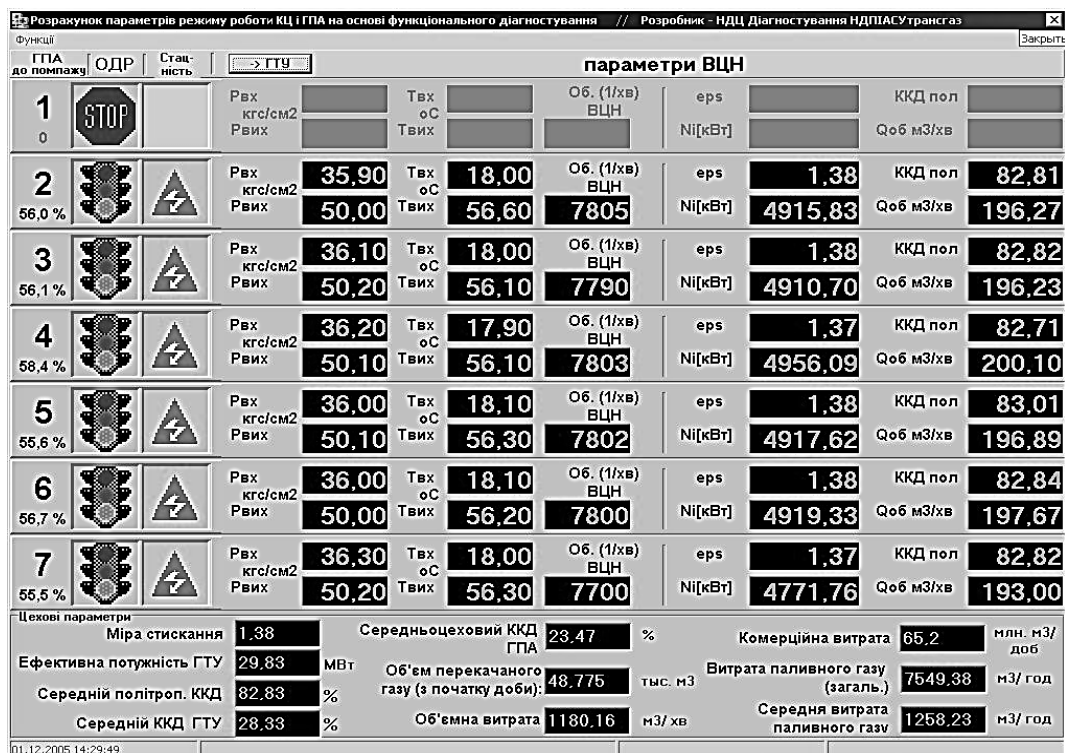 Розрахунок параметрів режиму роботи КЦ і ГПА на основі функціонального діагностування // Розробник - НДЦ Діагностування НДПІАСУтрансгаз
Функції
Закрыть
ГПА до помпажу ОДР Стац-ність -> ГТУ параметри ВЦН
1 STOP Рвх Твх Об. (1/хв) eps ККД пол
кгс/см2 оС ВЦН
0 Рвих Твих Ni[кВт] Qоб м3/хв
2 Рвх 35,90 Твх 18,00 Об. (1/хв) eps 1,38 ККД пол 82,81
кгс/см2 оС ВЦН
56,0 % Рвих 50,00 Твих 56,60 7805 Ni[кВт] 4915,83 Qоб м3/хв 196,27
3 Рвх 36,10 Твх 18,00 Об. (1/хв) eps 1,38 ККД пол 82,82
кгс/см2 оС ВЦН
56,1 % Рвих 50,20 Твих 56,10 7790 Ni[кВт] 4910,70 Qоб м3/хв 196,23
4 Рвх 36,20 Твх 17,90 Об. (1/хв) eps 1,37 ККД пол 82,71
кгс/см2 оС ВЦН
58,4 % Рвих 50,10 Твих 56,10 7803 Ni[кВт] 4956,09 Qоб м3/хв 200,10
5 Рвх 36,00 Твх 18,10 Об. (1/хв) eps 1,38 ККД пол 83,01
кгс/см2 оС ВЦН
55,6 % Рвих 50,10 Твих 56,30 7802 Ni[кВт] 4917,62 Qоб м3/хв 196,89
6 Рвх 36,00 Твх 18,10 Об. (1/хв) eps 1,38 ККД пол 82,84
кгс/см2 оС ВЦН
56,7 % Рвих 50,00 Твих 56,20 7800 Ni[кВт] 4919,33 Qоб м3/хв 197,67
7 Рвх 36,30 Твх 18,00 Об. (1/хв) eps 1,37 ККД пол 82,82
кгс/см2 оС ВЦН
55,5 % Рвих 50,20 Твих 56,30 7700 Ni[кВт] 4771,76 Qоб м3/хв 193,00
Цехові параметри
Міра стискання 1,38
Ефективна потужність ГТУ 29,83 МВт
Середній політроп. ККД 82,83 %
Середній ККД ГТУ 28,33 %
Середньоцеховий ККД ГПА 23,47 %
Об'єм перекачаного
газу (з початку доби): 48,775 тыс. м3
Об'ємна витрата 1180,16 м3/ хв
Комерційна витрата 65,2 млн. м3/ доб
Витрата паливного газу
(загаль.) 7549,38 м3/ год
Середня витрата
паливного газу 1258,23 м3/ год
01.12.2005 14:29:49